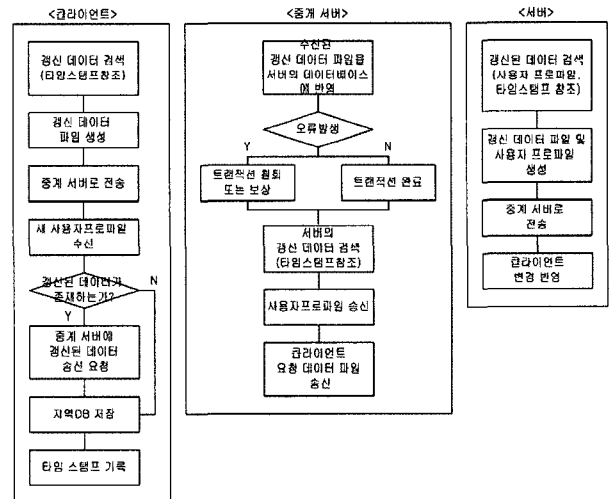 <클라이언트>
갱신 데이터 검색
(타임스탬프참조)
갱신 데이터
파일 생성
중계 서버로 전송
새 사용자프로파일
수신
갱신된 데이터가
존재하는가?
N
Y
중계 서버에
갱신된 데이터
송신 요청
지역DB 저장
타임 스탬프 기록
<중계 서버>
수신된
갱신 데이터 파일을
서버의 데이터베이스
에 반영
오류발생
Y
N
트랜잭션 철회
또는 보상
트랜잭션 완료
서버의
갱신 데이터 검색
(타임스탬프참조)
사용자프로파일 송신
클라이언트
요청 데이터 파일
송신
<서버>
갱신된 데이터 검색
(사용자 프로파일,
타임스탬프 참조)
갱신 데이터 파일 및
사용자 프로파일
생성
중계 서버로
전송
클라이언트
변경 반영